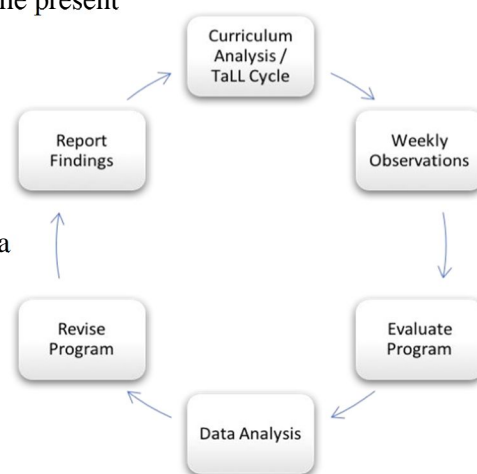 present
Curriculum
Analysis /
TaLL Cycle
Weekly
Observations
Evaluate
Program
Data Analysis
Revise
Program
Report
Findings
a